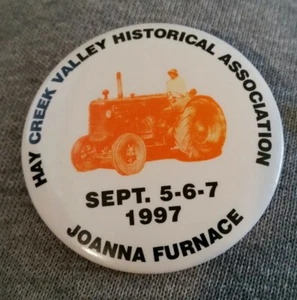 HAY CREEK VALLEY HISTORICAL ASSOCIATION
SEPT. 5-6-7
1997
JOANNA FURNACE